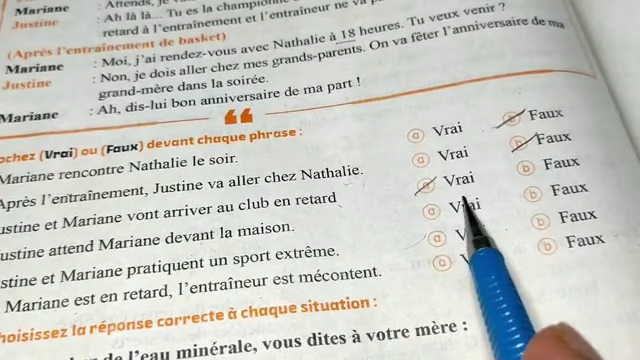 Mariane : Attends, je
Justine : Ah là là... Tu es la championne
retard à l'entraînement et l'entraîneur ne va
(Après l'entraînement de basket)
Mariane : Moi, j'ai rendez-vous avec Nathalie à 18 heures. Tu veux venir ?
Justine : Non, je dois aller chez mes grands-parents. On va fêter l'anniversaire de ma
grand-mère dans la soirée.
Mariane : Ah, dis-lui bon anniversaire de ma part !
ochez (Vrai) ou (Faux) devant chaque phrase :
Mariane rencontre Nathalie le soir. a Vrai b Faux
Après l'entraînement, Justine va aller chez Nathalie. a Vrai b Faux
ustine et Mariane vont arriver au club en retard a Vrai b Faux
ustine attend Mariane devant la maison. a Vrai b Faux
stine et Mariane pratiquent un sport extrême. a V b Faux
Mariane est en retard, l'entraîneur est mécontent. a b Faux
hoisissez la réponse correcte à chaque situation :
de l'eau minérale, vous dites à votre mère :